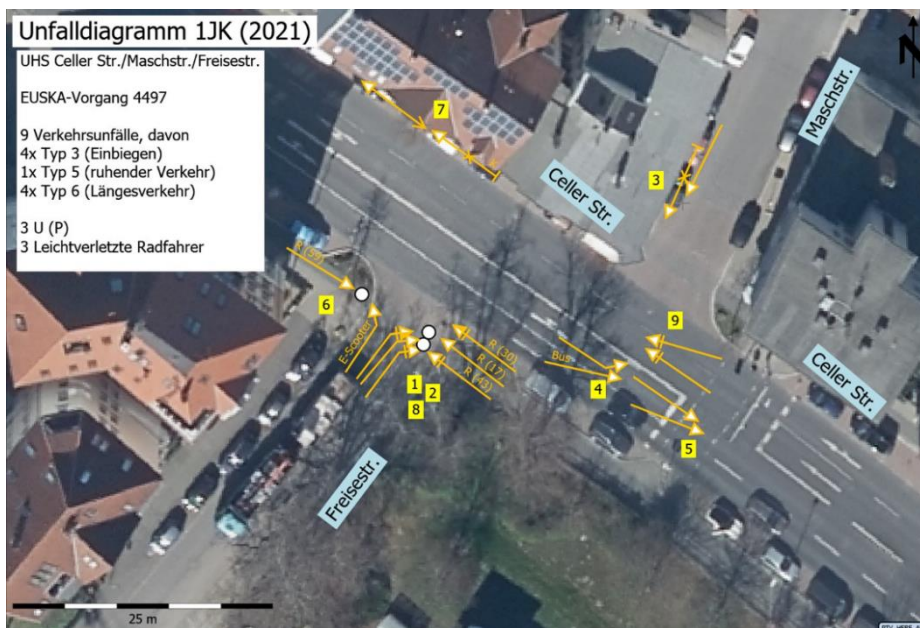 Unfalldiagramm 1JK (2021)
UHS Celler Str./Maschstr./Freisestr.
EUSKA-Vorgang 4497
9 Verkehrsunfälle, davon
4x Typ 3 (Einbiegen)
1x Typ 5 (ruhender Verkehr)
4x Typ 6 (Längesverkehr)
3 U (P)
3 Leichtverletzte Radfahrer
N
Maschstr.
7
Celler Str.
3
R (59)
6
E-Scooter
R (30)
R (17)
R (43)
9
Bus
4
1
2
8
5
Celler Str.
Freisestr.
25 m